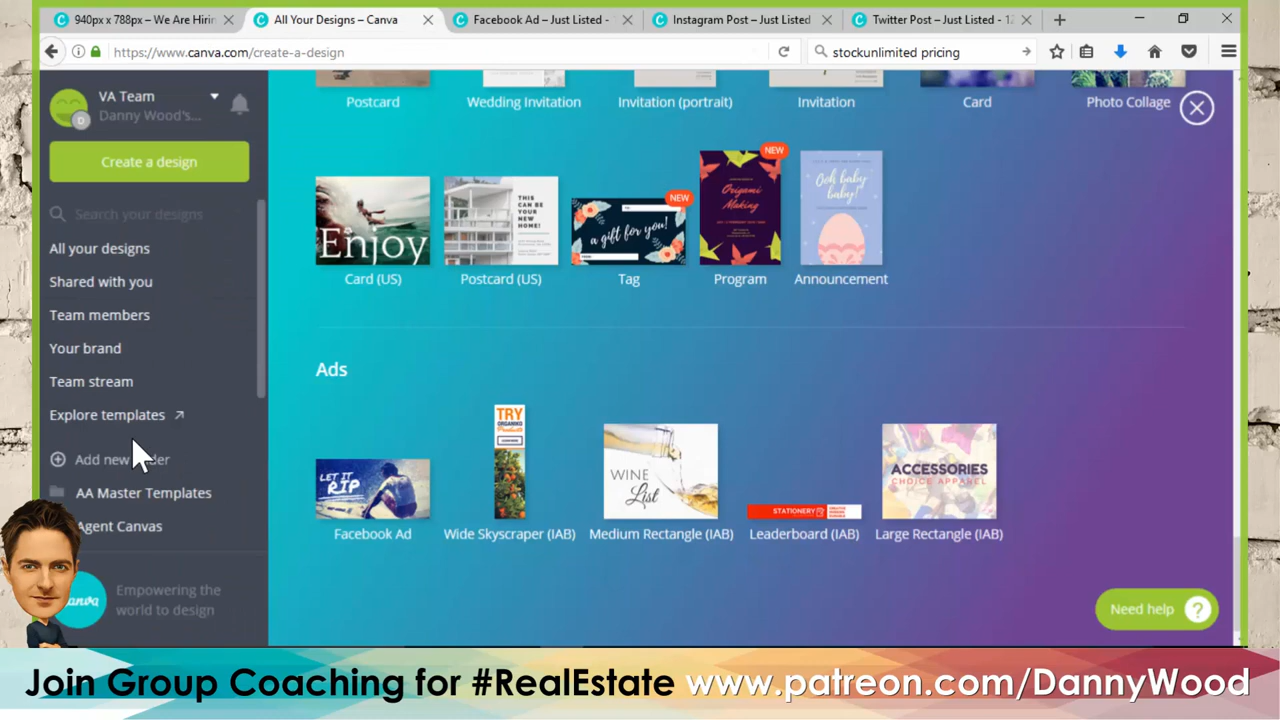 940px x 788px – We Are Hirin
All Your Designs – Canva
Facebook Ad – Just Listed -
Instagram Post – Just Listed
Twitter Post – Just Listed - 12
https://www.canva.com/create-a-design
stockunlimited pricing
VA Team
Danny Wood's...
D
Create a design
Search your designs
All your designs
Shared with you
Team members
Your brand
Team stream
Explore templates
Add new
AA Master Templates
Agent Canvas
Empowering the
world to design
Postcard
Wedding Invitation
Invitation (portrait)
Invitation
Card
Photo Collage
Enjoy
THIS
CAN BE
YOUR
NEW
HOME!
NEW
a gift for you!
NEW
Origami
Making
Ooh baby
baby!
Card (US)
Postcard (US)
Tag
Program
Announcement
Ads
LET IT
RIP
TRY
ORGANIKO
Products
WINE
List
STATIONERY
ACCESSORIES
CHOICE APPAREL
Facebook Ad
Wide Skyscraper (IAB)
Medium Rectangle (IAB)
Leaderboard (IAB)
Large Rectangle (IAB)
Need help ?
Join Group Coaching for #RealEstate www.patreon.com/DannyWood